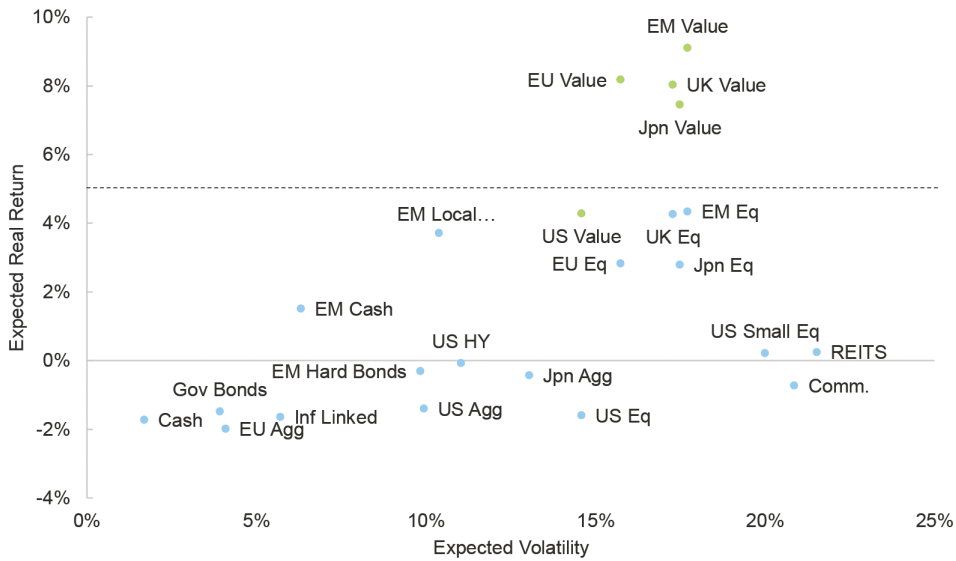 10%
EM Value
EU Value
UK Value
8%
Jpn Value
6%
4%
EM Local…
EM Eq
US Value
UK Eq
EU Eq
Jpn Eq
2%
EM Cash
US HY
US Small Eq
REITS
0%
EM Hard Bonds
Jpn Agg
Comm.
Gov Bonds
Cash
EU Agg
Inf Linked
US Agg
US Eq
-2%
-4%
0%
5%
10%
15%
20%
25%
Expected Volatility
Expected Real Return